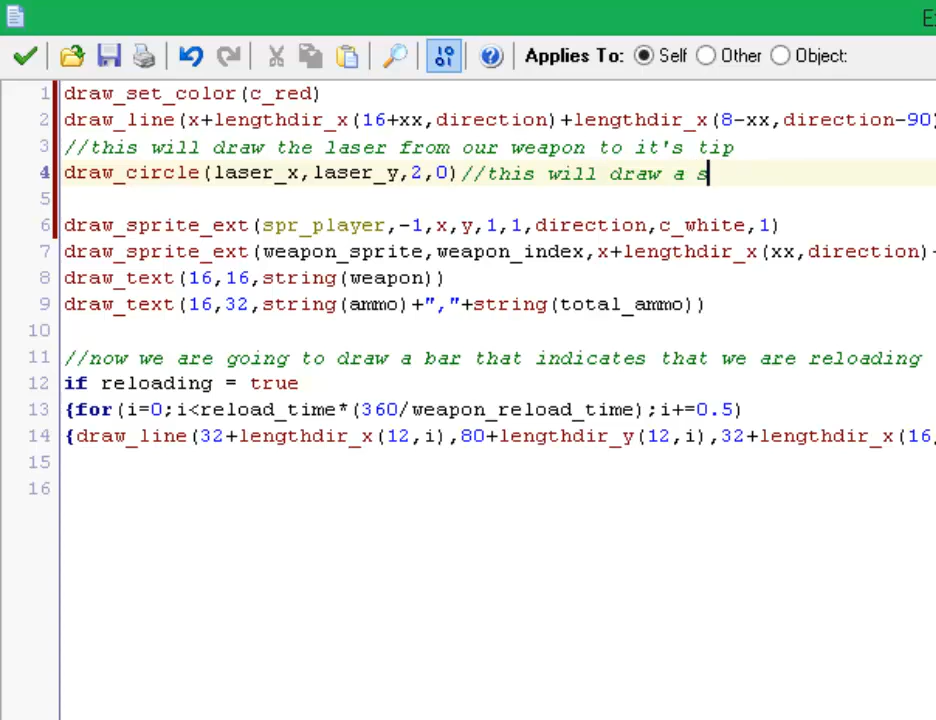 E
Applies To: Self Other Object:
1 draw_set_color(c_red)
2 draw_line(x+lengthdir_x(16+xx,direction)+lengthdir_x(8-xx,direction-90)
3 //this will draw the laser from our weapon to it's tip
4 draw_circle(laser_x,laser_y,2,0)//this will draw a s
5
6 draw_sprite_ext(spr_player,-1,x,y,1,1,direction,c_white,1)
7 draw_sprite_ext(weapon_sprite,weapon_index,x+lengthdir_x(xx,direction)-
8 draw_text(16,16,string(weapon))
9 draw_text(16,32,string(ammo)+","+string(total_ammo))
10
11 //now we are going to draw a bar that indicates that we are reloading
12 if reloading = true
13 {for(i=0;i<reload_time*(360/weapon_reload_time);i+=0.5)
14 {draw_line(32+lengthdir_x(12,i),80+lengthdir_y(12,i),32+lengthdir_x(16,
15
16